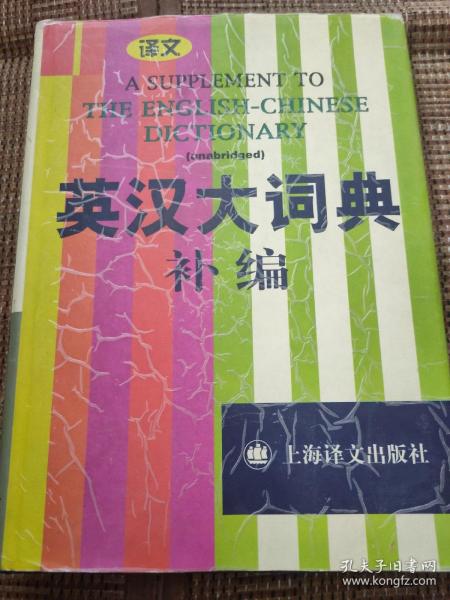 译文
A SUPPLEMENT TO
THE ENGLISH-CHINESE
DICTIONARY
(unabridged)
英汉大词典
补编
上海译文出版社
孔夫子旧书网
www.kongfz.com